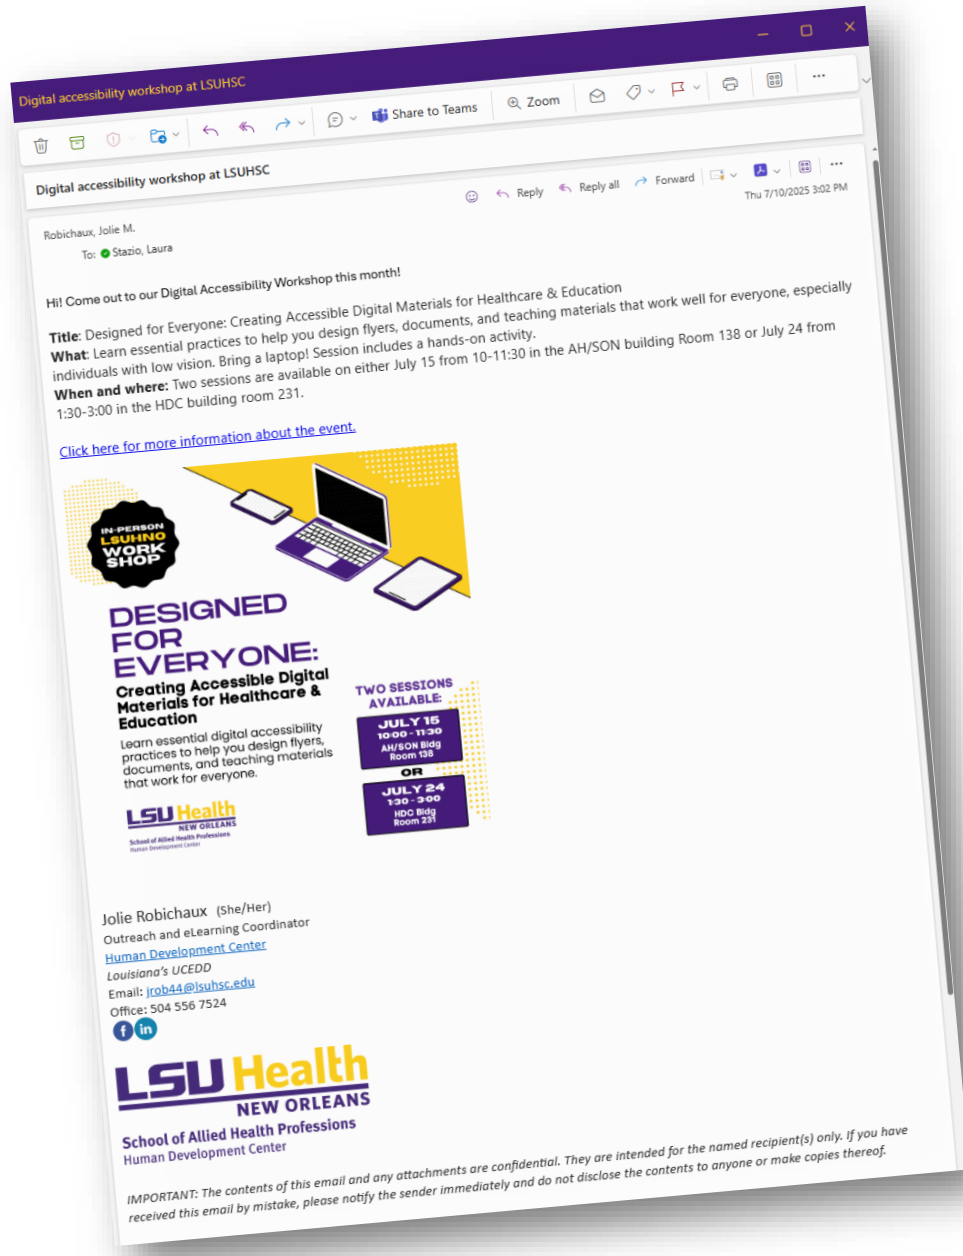 Digital accessibility workshop at LSUHSC
Share to Teams
Zoom
Digital accessibility workshop at LSUHSC
Reply
Reply all
Forward
Thu 7/10/2025 3:02 PM
Robichaux, Jolie M.
To: Stazio, Laura
Hi! Come out to our Digital Accessibility Workshop this month!
Title: Designed for Everyone: Creating Accessible Digital Materials for Healthcare & Education
What: Learn essential practices to help you design flyers, documents, and teaching materials that work well for everyone, especially
individuals with low vision. Bring a laptop! Session includes a hands-on activity.
When and where: Two sessions are available on either July 15 from 10-11:30 in the AH/SON building Room 138 or July 24 from
1:30-3:00 in the HDC building room 231.
Click here for more information about the event.
IN-PERSON
LSUHNO
WORK
SHOP
DESIGNED
FOR
EVERYONE:
Creating Accessible Digital
Materials for Healthcare &
Education
Learn essential digital accessibility
practices to help you design flyers,
documents, and teaching materials
that work for everyone.
TWO SESSIONS
AVAILABLE:
JULY 15
10:00 - 11:30
AH/SON Bldg
Room 138
OR
JULY 24
1:30 - 3:00
HDC Bldg
Room 231
LSU Health
NEW ORLEANS
School of Allied Health Professions
Human Development Center
Jolie Robichaux (She/Her)
Outreach and eLearning Coordinator
Human Development Center
Louisiana's UCEDD
Email: jrob44@lsuhsc.edu
Office: 504 556 7524
f in
LSU Health
NEW ORLEANS
School of Allied Health Professions
Human Development Center
IMPORTANT: The contents of this email and any attachments are confidential. They are intended for the named recipient(s) only. If you have
received this email by mistake, please notify the sender immediately and do not disclose the contents to anyone or make copies thereof.